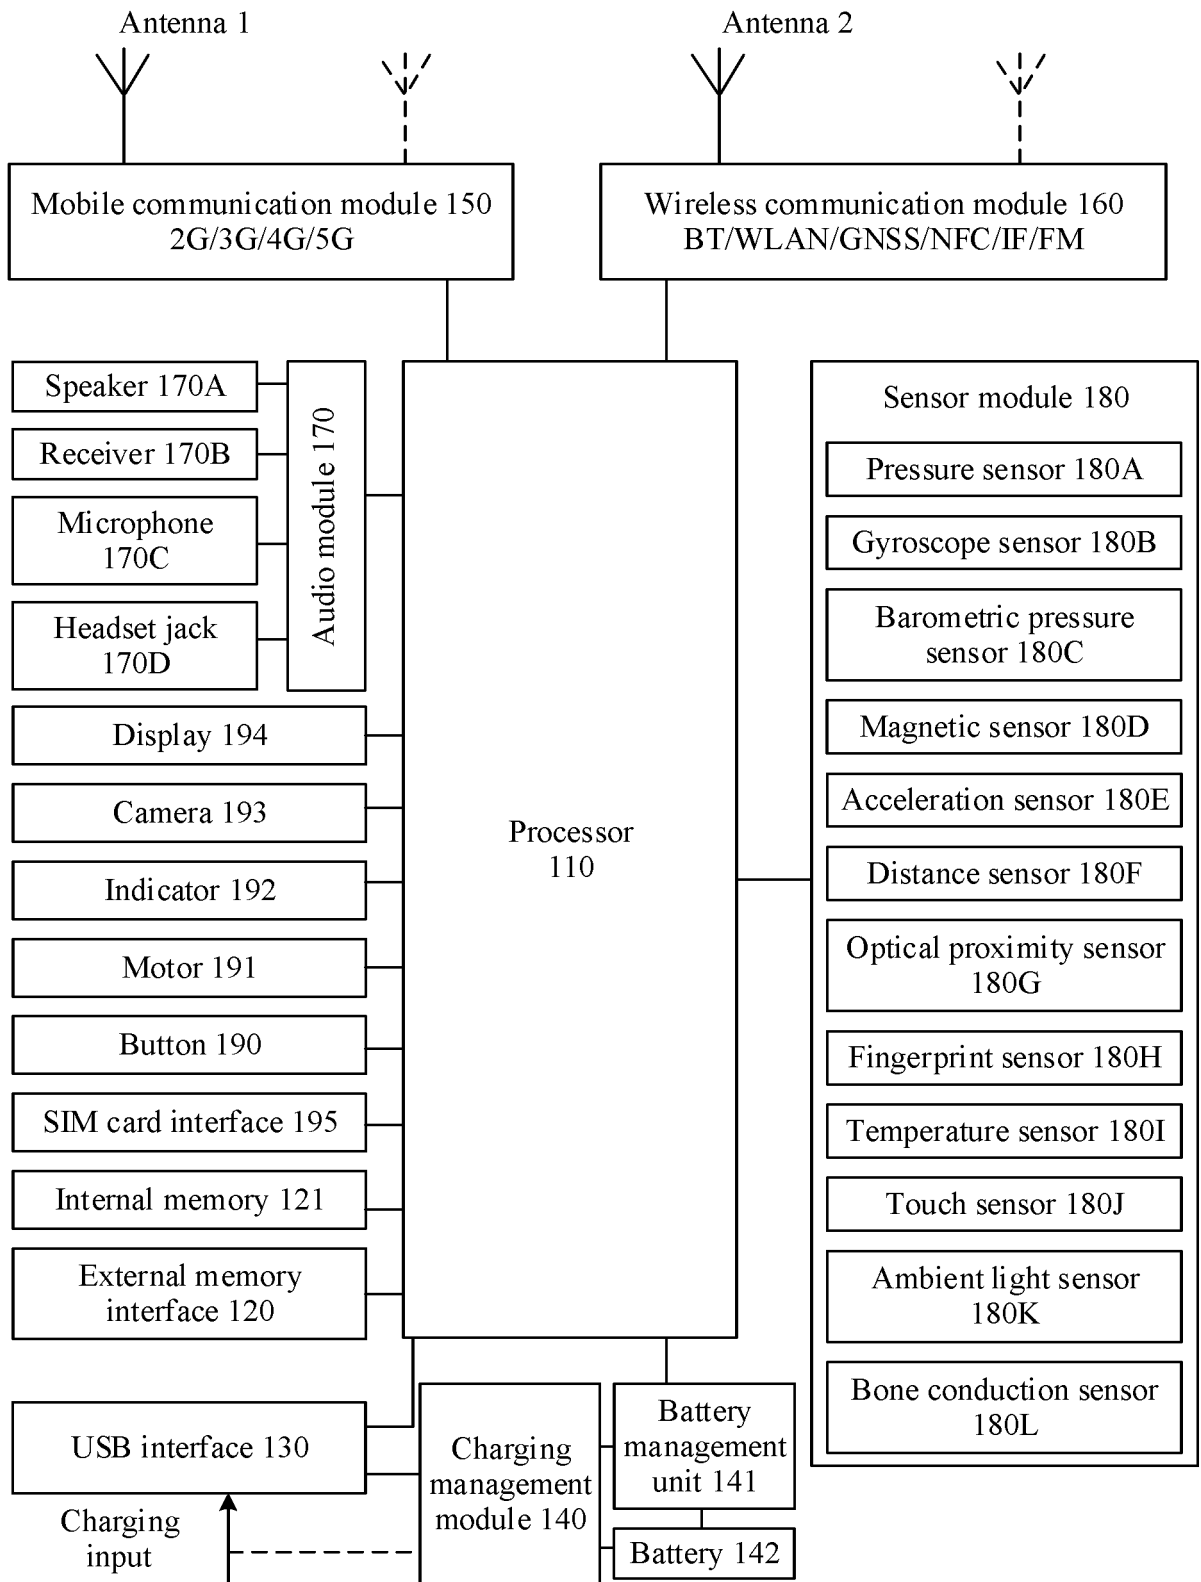 Antenna 1
Antenna 2
Mobile communication module 150
2G/3G/4G/5G
Wireless communication module 160
BT/WLAN/GNSS/NFC/IF/FM
Speaker 170A
Receiver 170B
Microphone
170C
Headset jack
170D
Audio module 170
Display 194
Camera 193
Indicator 192
Motor 191
Button 190
SIM card interface 195
Internal memory 121
External memory
interface 120
Processor
110
Sensor module 180
Pressure sensor 180A
Gyroscope sensor 180B
Barometric pressure
sensor 180C
Magnetic sensor 180D
Acceleration sensor 180E
Distance sensor 180F
Optical proximity sensor
180G
Fingerprint sensor 180H
Temperature sensor 180I
Touch sensor 180J
Ambient light sensor
180K
Bone conduction sensor
180L
USB interface 130
Charging
input
Charging
management
module 140
Battery
management
unit 141
Battery 142